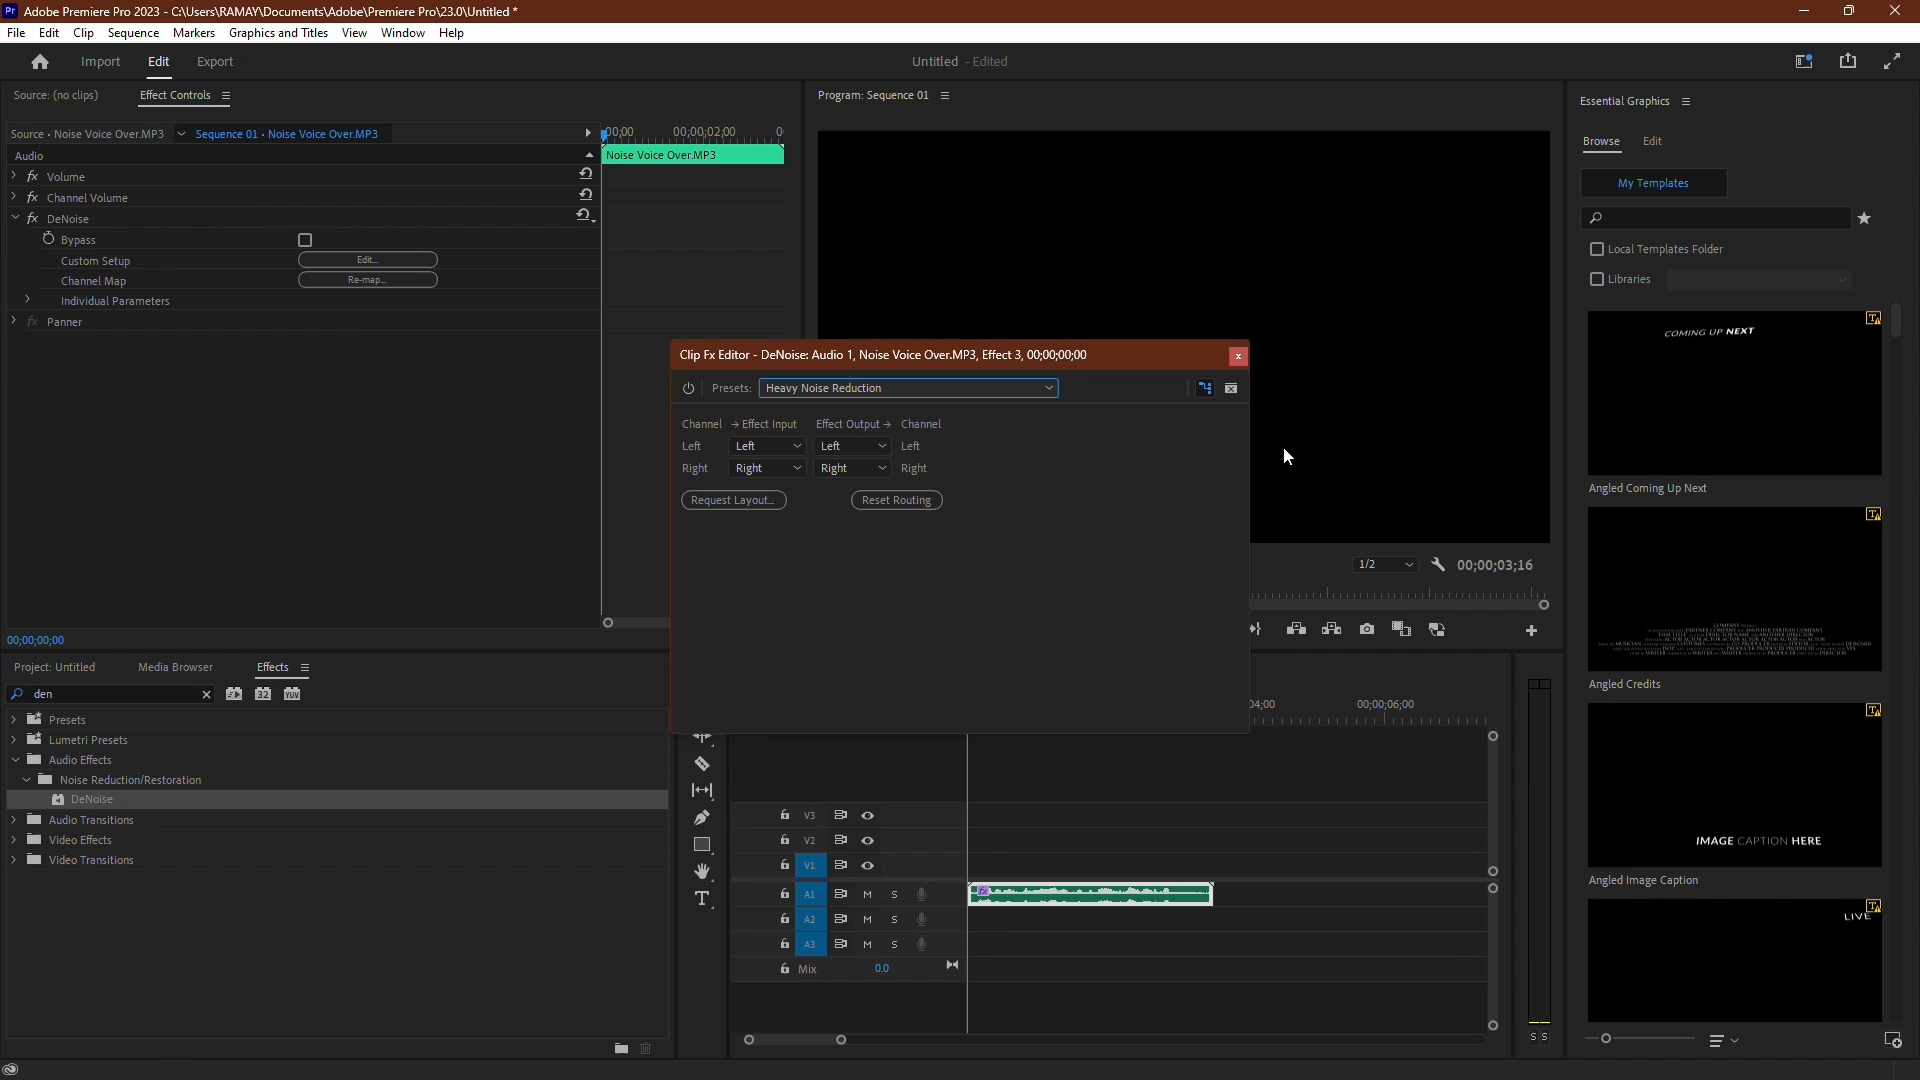 Pr Adobe Premiere Pro 2023 - C:\Users\RAMAY\Documents\Adobe\Premiere Pro\23.0\Untitled *
File Edit Clip Sequence Markers Graphics and Titles View Window Help
Import Edit Export
Untitled - Edited
Source: (no clips) Effect Controls
Program: Sequence 01
Essential Graphics
Source • Noise Voice Over.MP3 Sequence 01 • Noise Voice Over.MP3
00;00 00;00;02;00 0
Browse Edit
Audio
Noise Voice Over.MP3
fx Volume
My Templates
fx Channel Volume
fx DeNoise
Bypass
Local Templates Folder
Custom Setup Edit...
Channel Map Re-map...
Libraries
Individual Parameters
fx Panner
COMING UP NEXT
Clip Fx Editor - DeNoise: Audio 1, Noise Voice Over.MP3, Effect 3, 00;00;00;00
x
Presets: Heavy Noise Reduction
Channel → Effect Input Effect Output → Channel
Left Left Left Left
Right Right Right Right
Request Layout... Reset Routing
Angled Coming Up Next
1/2 00;00;03;16
00;00;00;00
Angled Credits
Project: Untitled Media Browser Effects
den
32 YUV
04;00 00;00;06;00
Presets
Lumetri Presets
Audio Effects
Noise Reduction/Restoration
DeNoise
Audio Transitions
Video Effects
Video Transitions
V3
V2
V1
A1 M S fx
A2 M S
A3 M S
Mix 0.0
IMAGE CAPTION HERE
Angled Image Caption
LIVE
S S